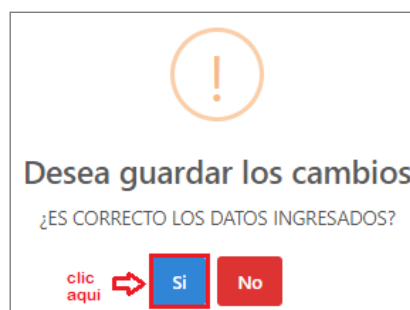 !
Desea guardar los cambios
¿ES CORRECTO LOS DATOS INGRESADOS?
clic
aqui
Si
No